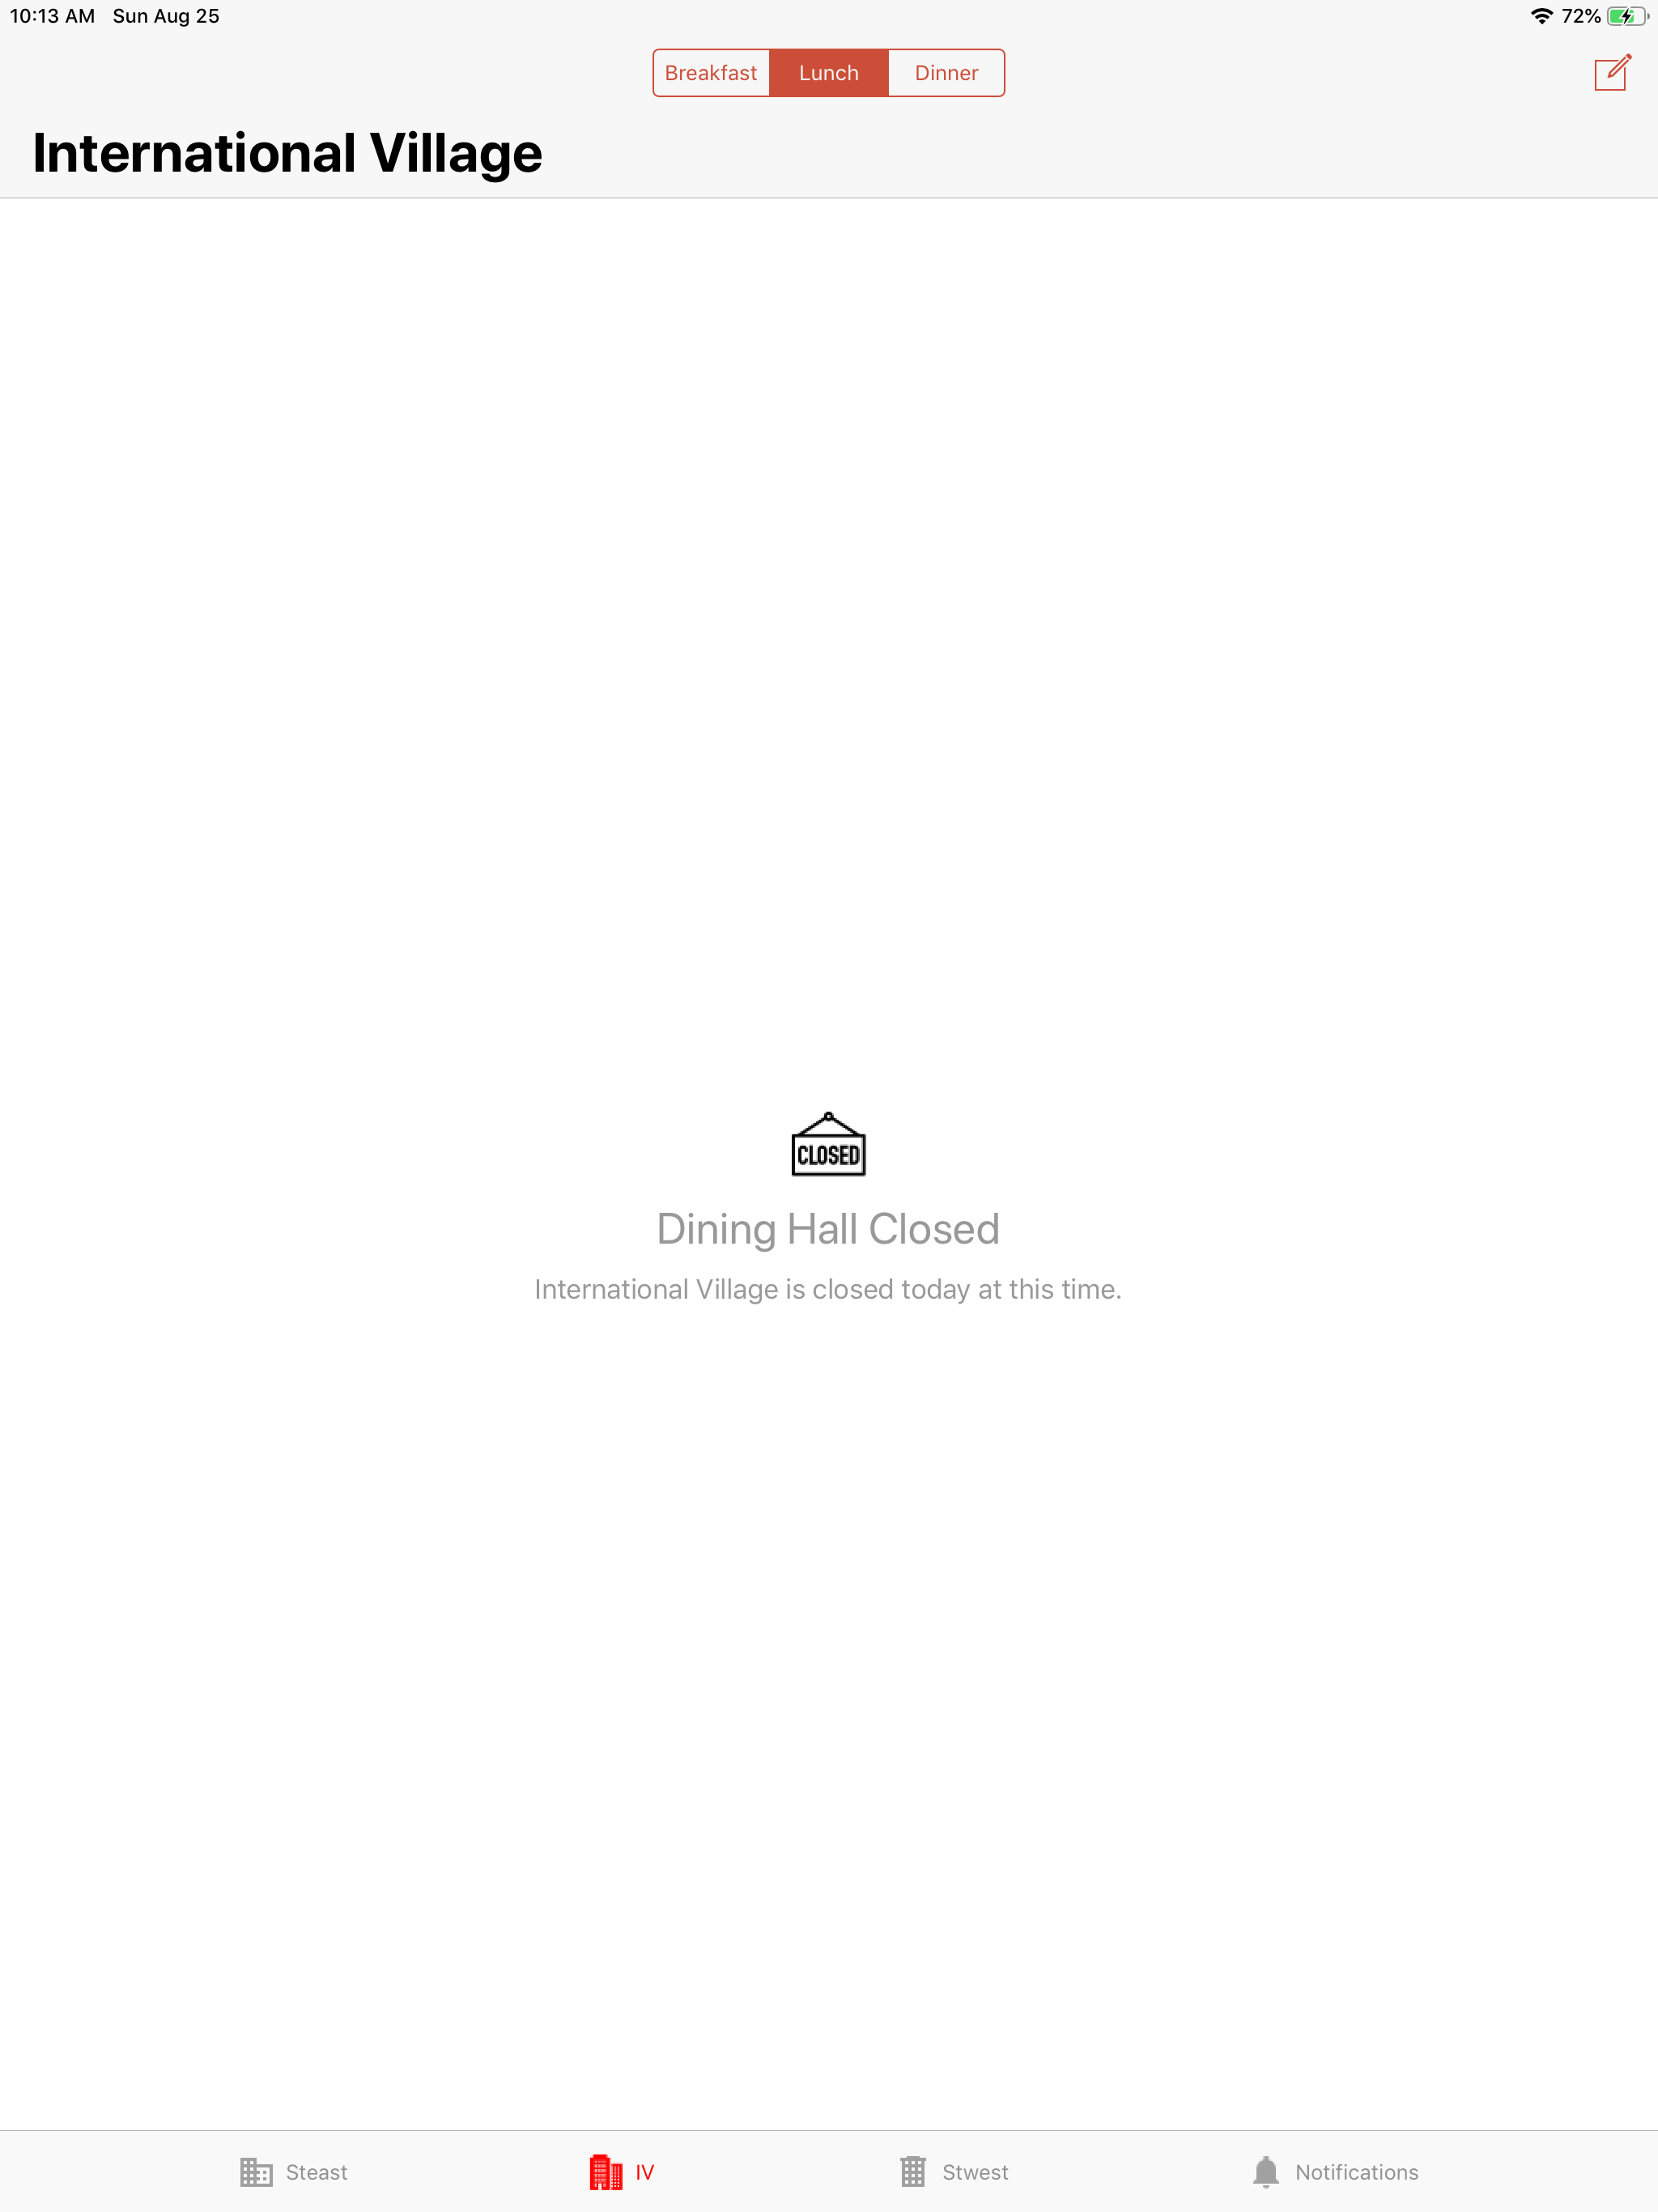 10:13 AM Sun Aug 25 72%
Breakfast Lunch Dinner
International Village
CLOSED
Dining Hall Closed
International Village is closed today at this time.
Steast IV Stwest Notifications